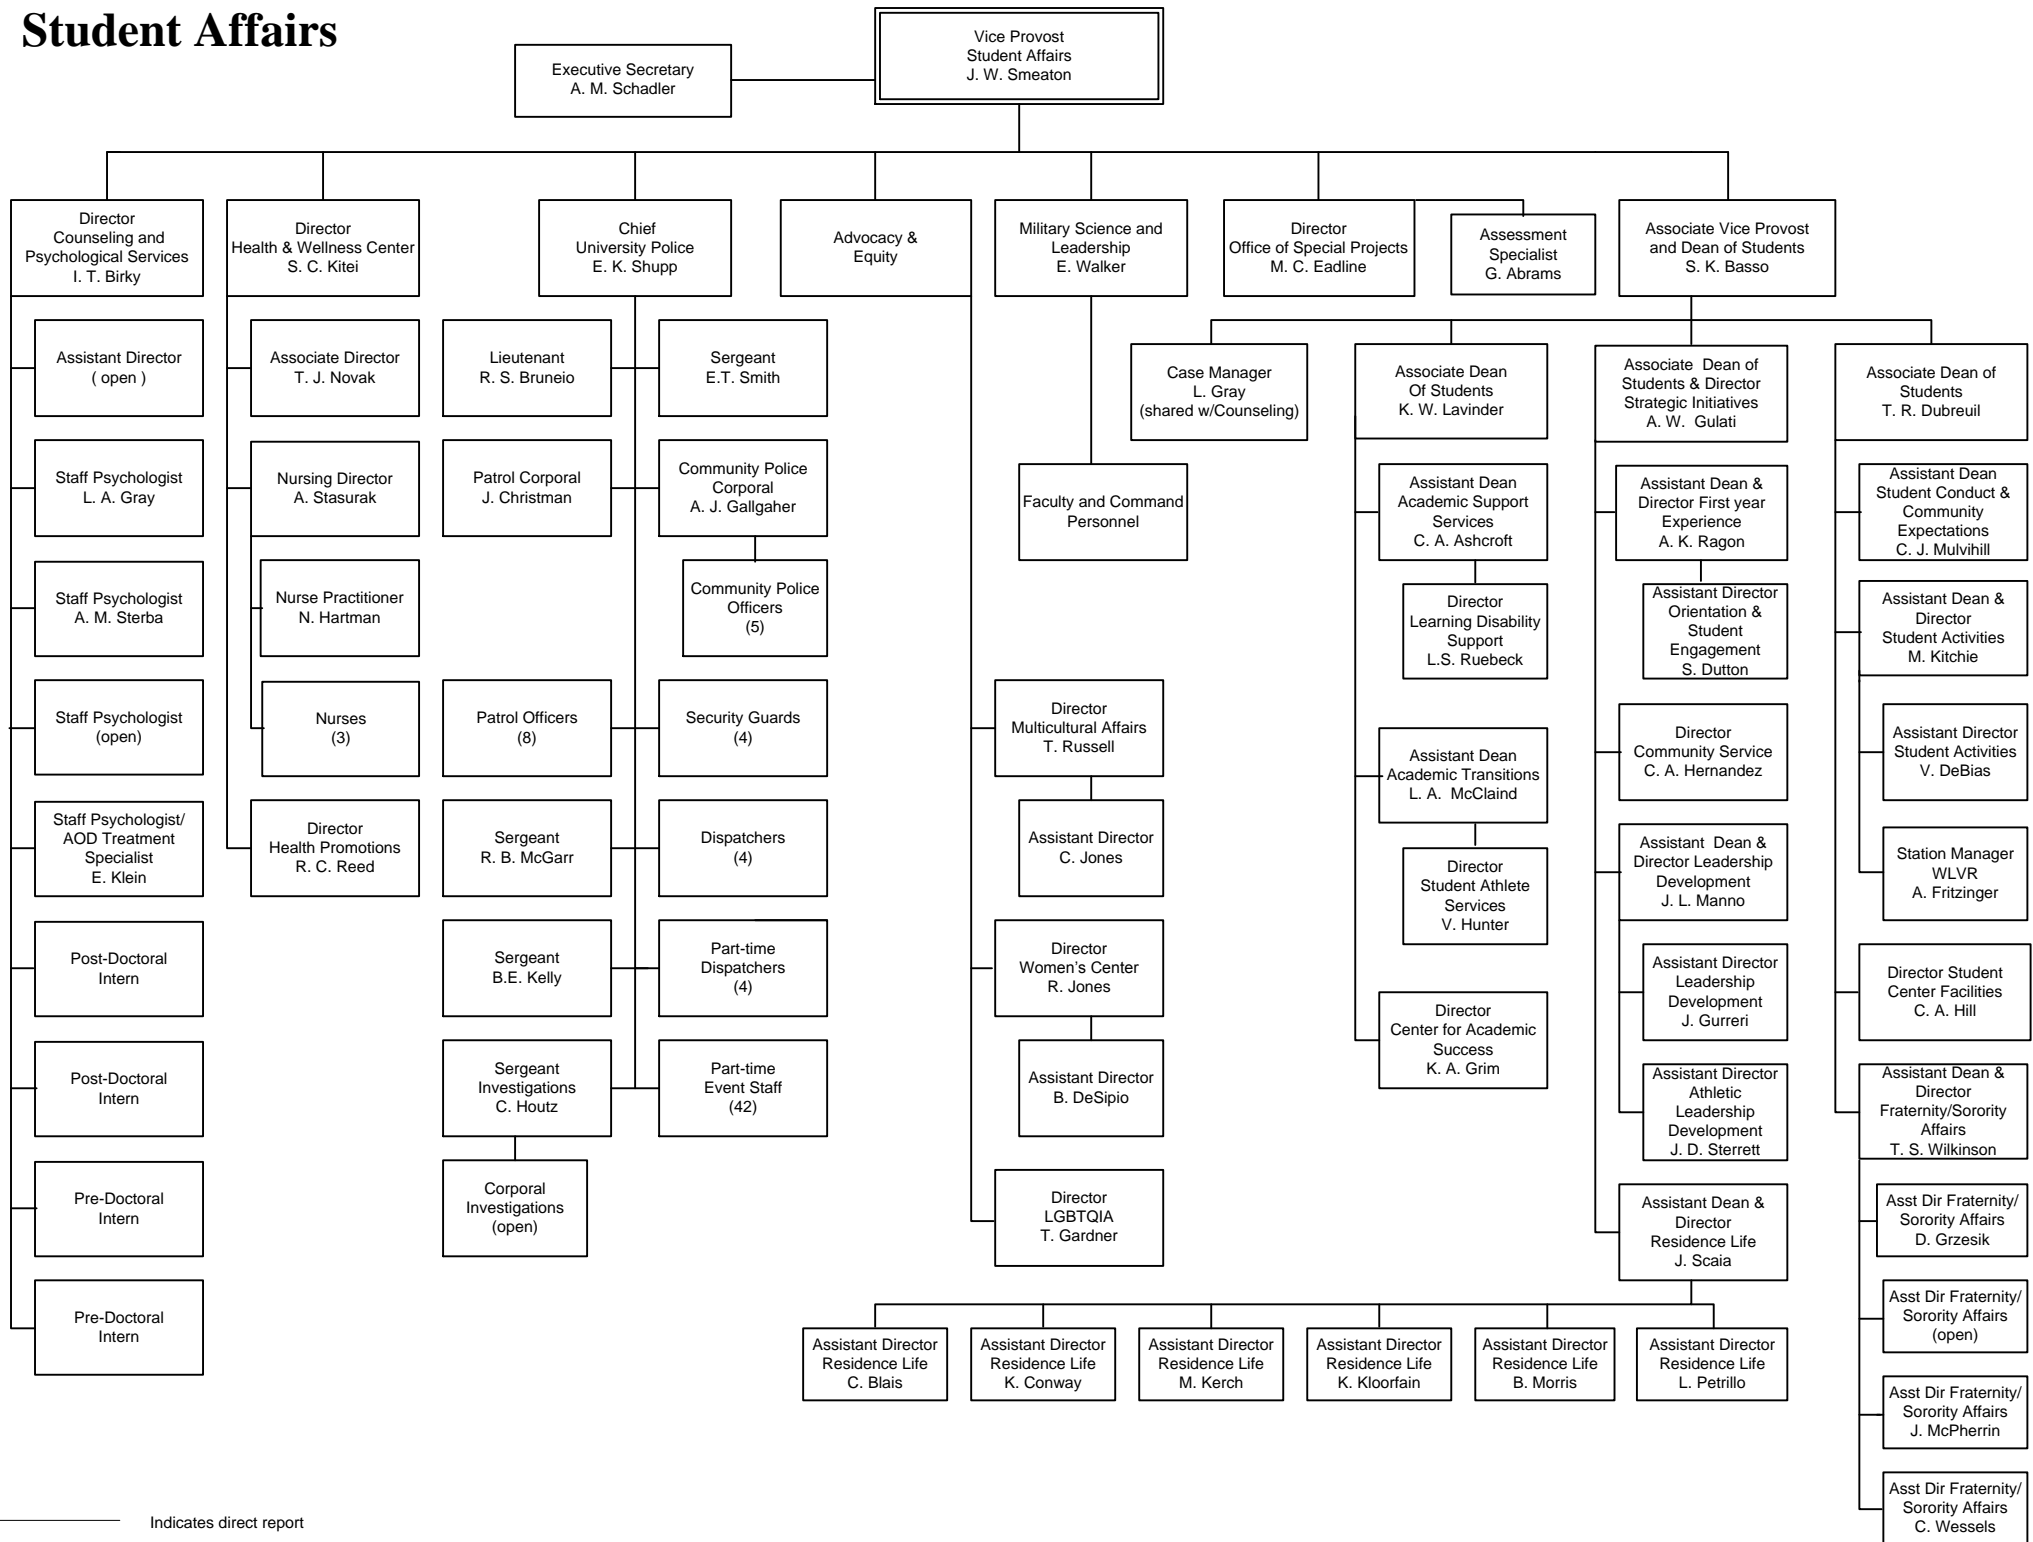 Student Affairs
Vice Provost
Student Affairs
J. W. Smeaton
Executive Secretary
A. M. Schadler
Director
Counseling and
Psychological Services
I. T. Birky
Director
Health & Wellness Center
S. C. Kitei
Chief
University Police
E. K. Shupp
Advocacy &
Equity
Military Science and
Leadership
E. Walker
Director
Office of Special Projects
M. C. Eadline
Assessment
Specialist
G. Abrams
Associate Vice Provost
and Dean of Students
S. K. Basso
Assistant Director
( open )
Staff Psychologist
L. A. Gray
Staff Psychologist
A. M. Sterba
Staff Psychologist
(open)
Staff Psychologist/
AOD Treatment
Specialist
E. Klein
Post-Doctoral
Intern
Post-Doctoral
Intern
Pre-Doctoral
Intern
Pre-Doctoral
Intern
Associate Director
T. J. Novak
Nursing Director
A. Stasurak
Nurse Practitioner
N. Hartman
Nurses
(3)
Director
Health Promotions
R. C. Reed
Lieutenant
R. S. Bruneio
Sergeant
E.T. Smith
Patrol Corporal
J. Christman
Community Police
Corporal
A. J. Gallgaher
Community Police
Officers
(5)
Patrol Officers
(8)
Security Guards
(4)
Sergeant
R. B. McGarr
Dispatchers
(4)
Sergeant
B.E. Kelly
Part-time
Dispatchers
(4)
Sergeant
Investigations
C. Houtz
Part-time
Event Staff
(42)
Corporal
Investigations
(open)
Director
Multicultural Affairs
T. Russell
Assistant Director
C. Jones
Director
Women's Center
R. Jones
Assistant Director
B. DeSipio
Director
LGBTQIA
T. Gardner
Faculty and Command
Personnel
Case Manager
L. Gray
(shared w/Counseling)
Associate Dean
Of Students
K. W. Lavinder
Assistant Dean
Academic Support
Services
C. A. Ashcroft
Director
Learning Disability
Support
L.S. Ruebeck
Assistant Dean
Academic Transitions
L. A. McClaind
Director
Student Athlete
Services
V. Hunter
Director
Center for Academic
Success
K. A. Grim
Associate Dean of
Students & Director
Strategic Initiatives
A. W. Gulati
Assistant Dean &
Director First year
Experience
A. K. Ragon
Assistant Director
Orientation &
Student
Engagement
S. Dutton
Director
Community Service
C. A. Hernandez
Assistant Dean &
Director Leadership
Development
J. L. Manno
Assistant Director
Leadership
Development
J. Gurreri
Assistant Director
Athletic
Leadership
Development
J. D. Sterrett
Assistant Dean &
Director
Residence Life
J. Scaia
Assistant Director
Residence Life
C. Blais
Assistant Director
Residence Life
K. Conway
Assistant Director
Residence Life
M. Kerch
Assistant Director
Residence Life
K. Kloorfain
Assistant Director
Residence Life
B. Morris
Assistant Director
Residence Life
L. Petrillo
Associate Dean of
Students
T. R. Dubreuil
Assistant Dean
Student Conduct &
Community
Expectations
C. J. Mulvihill
Assistant Dean &
Director
Student Activities
M. Kitchie
Assistant Director
Student Activities
V. DeBias
Station Manager
WLVR
A. Fritzinger
Director Student
Center Facilities
C. A. Hill
Assistant Dean &
Director
Fraternity/Sorority
Affairs
T. S. Wilkinson
Asst Dir Fraternity/
Sorority Affairs
D. Grzesik
Asst Dir Fraternity/
Sorority Affairs
(open)
Asst Dir Fraternity/
Sorority Affairs
J. McPherrin
Asst Dir Fraternity/
Sorority Affairs
C. Wessels
Indicates direct report